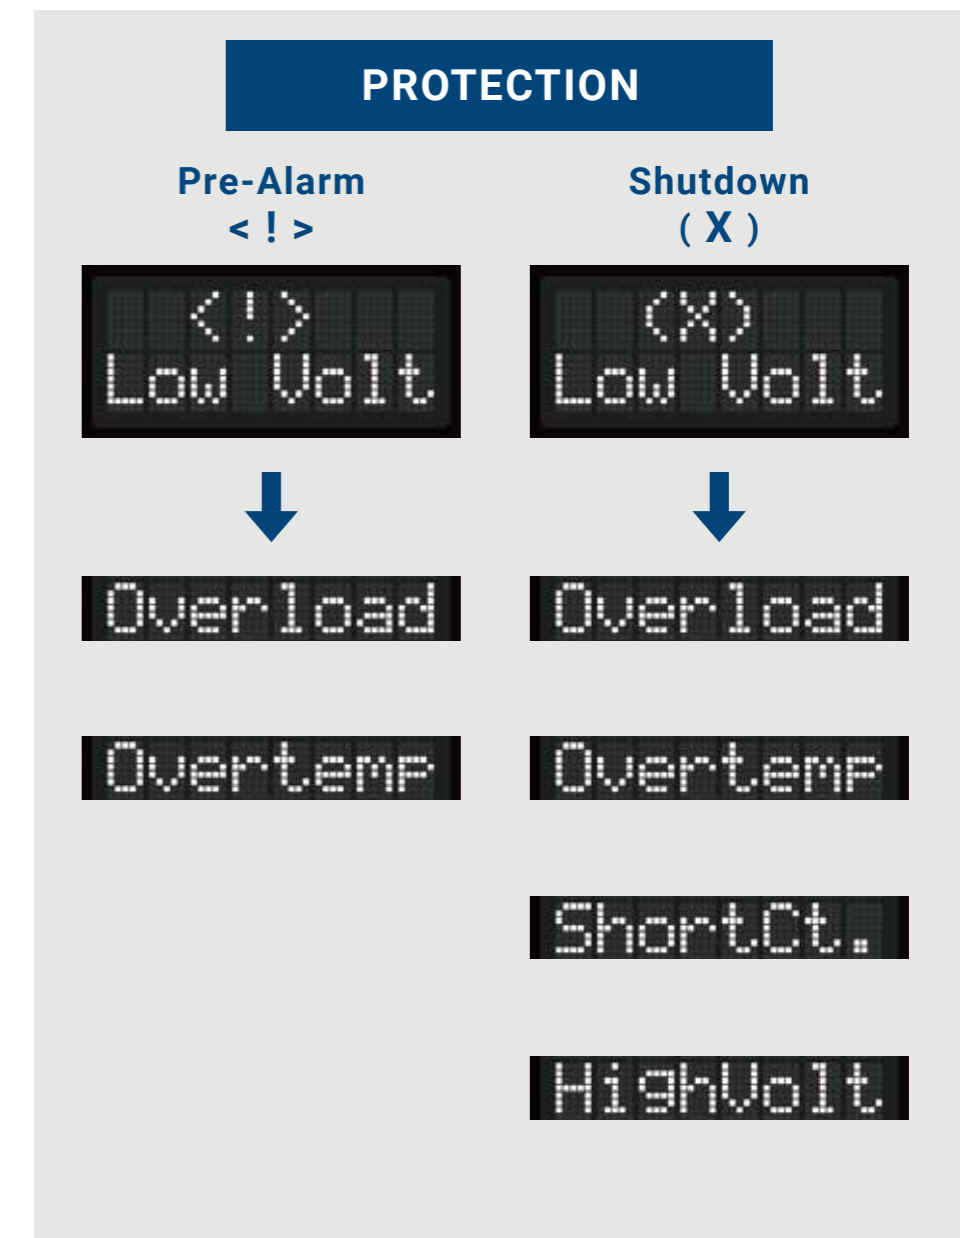 PROTECTION
Pre-Alarm
< ! >
Shutdown
( X )
<!>
Low Volt
(X)
Low Volt
Overload
Overload
Overtemp
Overtemp
ShortCt.
HighVolt